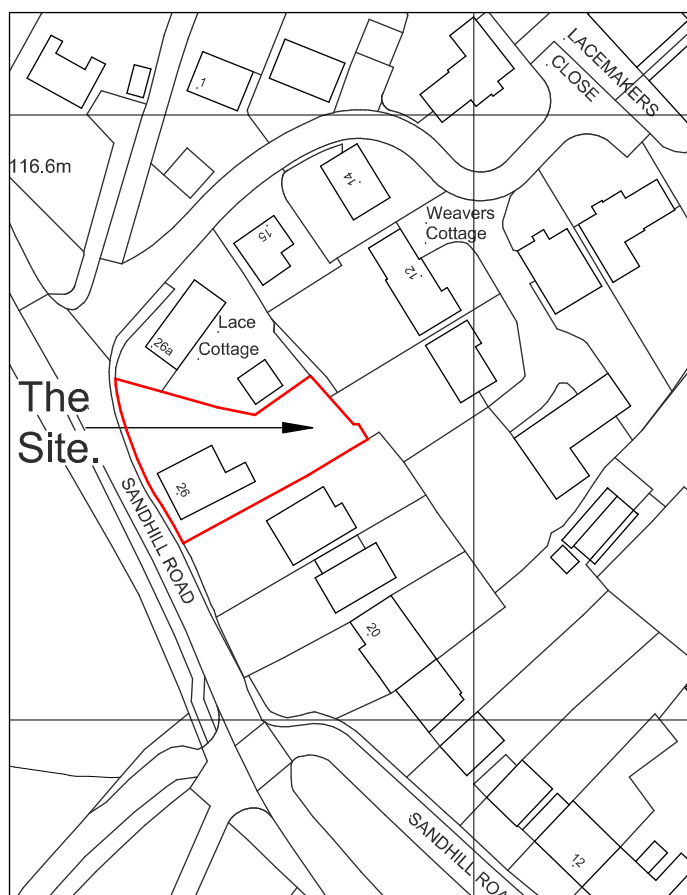 LACEMAKERS
CLOSE
1
116.6m
14
Weavers
Cottage
15
12
Lace
Cottage
26a
The
Site.
26
SANDHILL ROAD
20
SANDHILL ROA
12